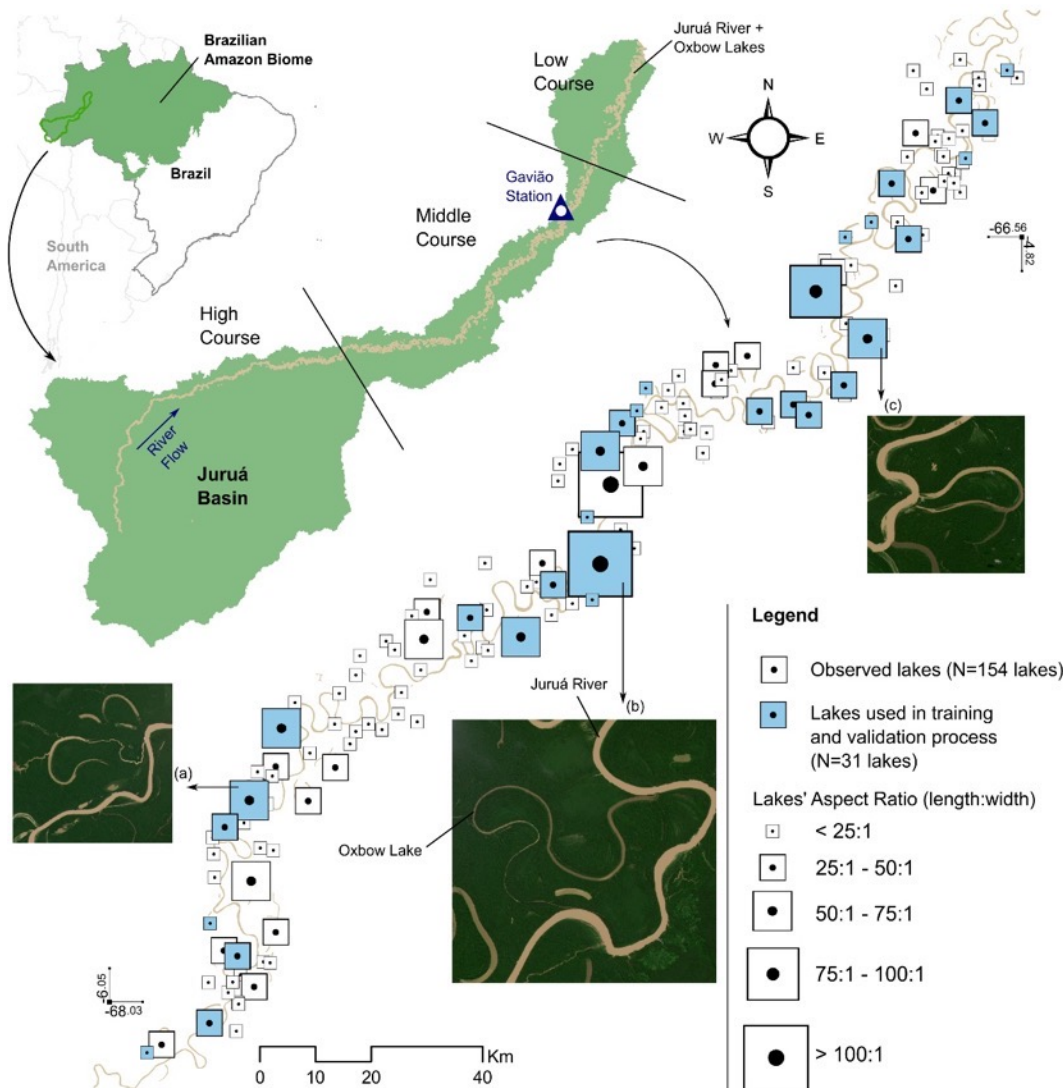 Brazilian
Amazon Biome
Brazil
South
America
Low
Course
Juruá River +
Oxbow Lakes
N
W
E
S
Gavião
Station
Middle
Course
High
Course
River
Flow
Juruá
Basin
-66.56
-4.82
(c)
(a)
Juruá River
(b)
Oxbow Lake
-6.05
-68.03
Km
0 10 20 40
Legend
Observed lakes (N=154 lakes)
Lakes used in training
and validation process
(N=31 lakes)
Lakes' Aspect Ratio (length:width)
< 25:1
25:1 - 50:1
50:1 - 75:1
75:1 - 100:1
> 100:1